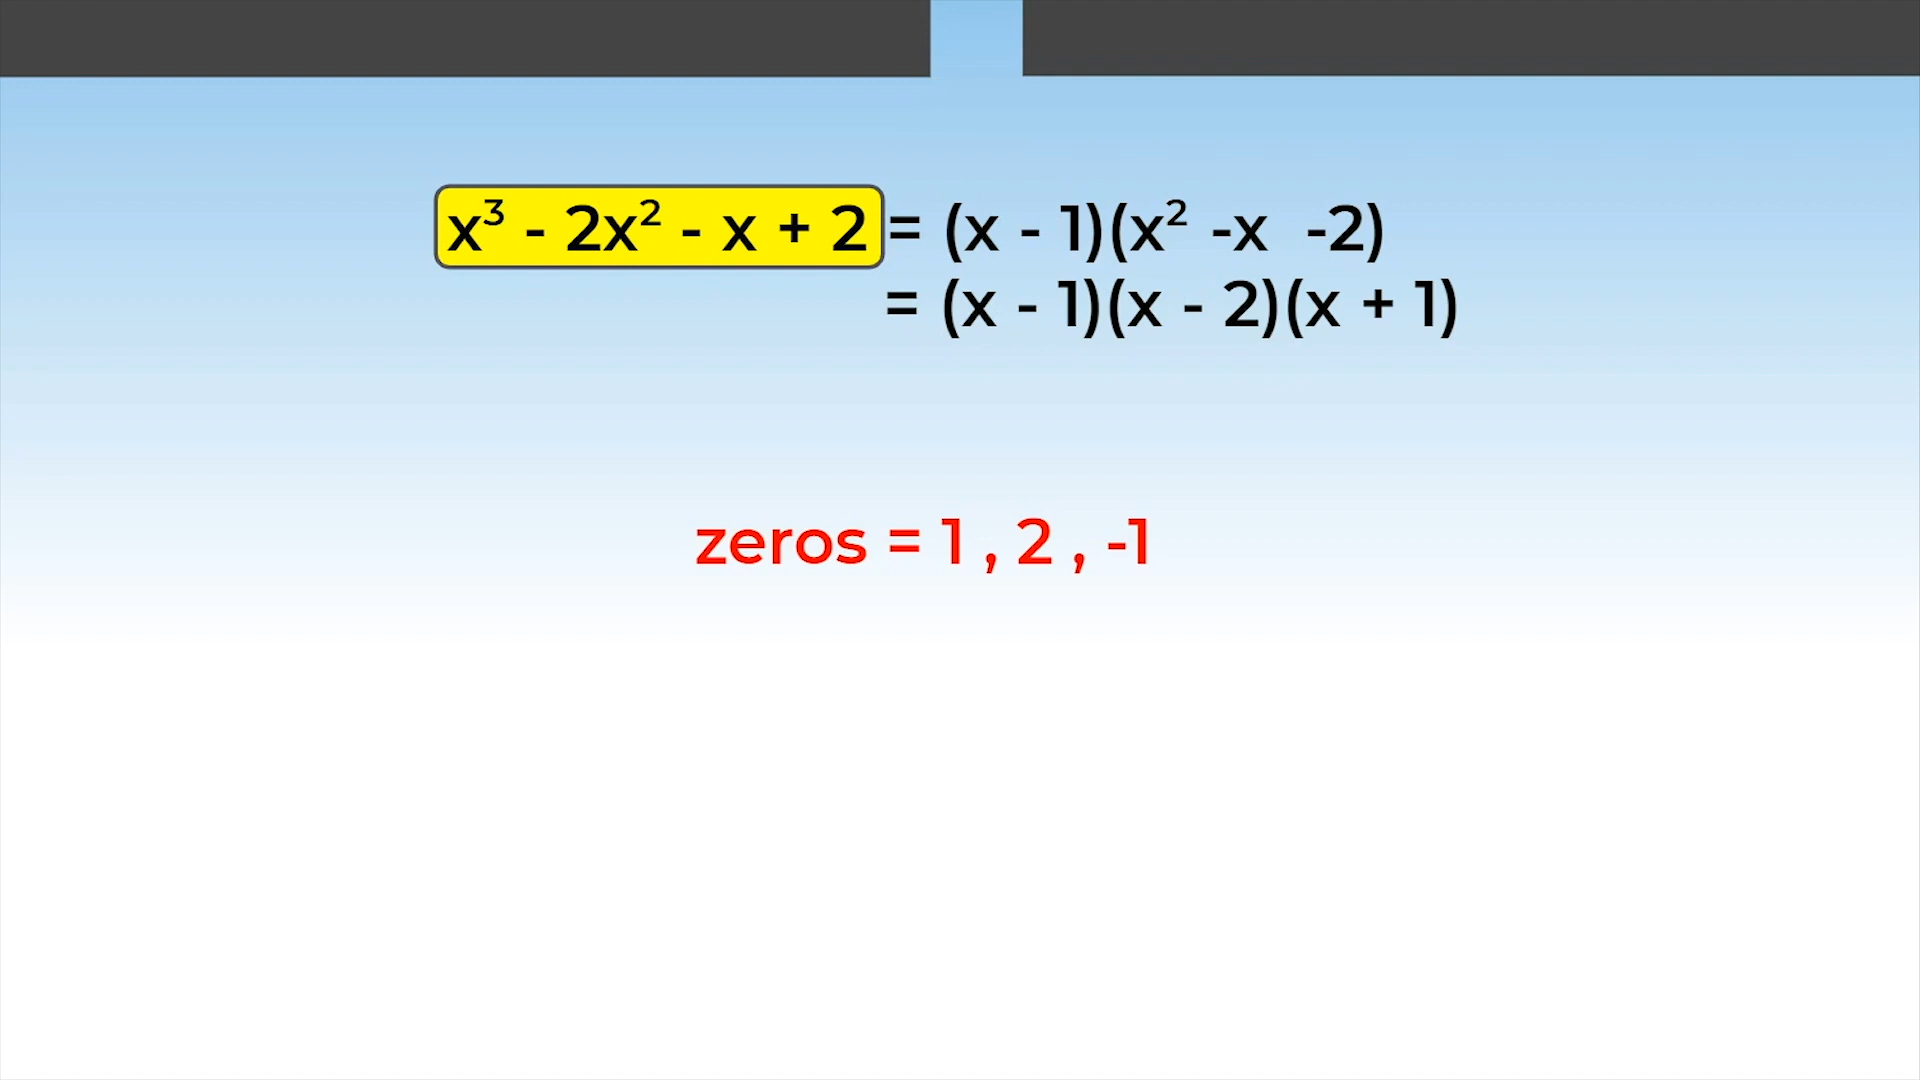 x³ - 2x² - x + 2 = (x - 1)(x² -x -2)
= (x - 1)(x - 2)(x + 1)
zeros = 1 , 2 , -1